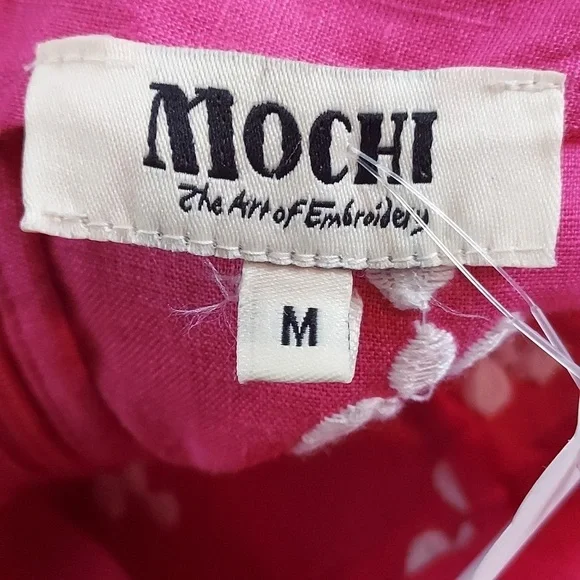 MOCHI
The Art of Embroidery
M